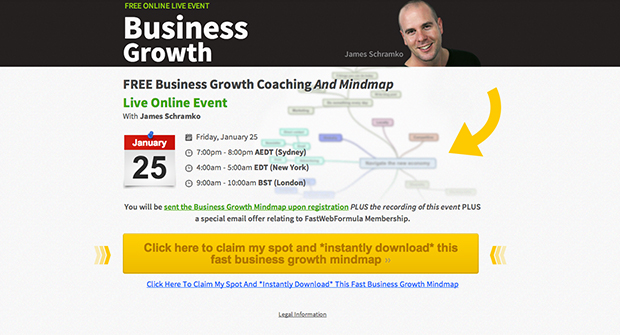 FREE ONLINE LIVE EVENT
Business
Growth
James Schramko
FREE Business Growth Coaching And Mindmap
Live Online Event
With James Schramko
January
25
Friday, January 25
7:00pm - 8:00pm AEDT (Sydney)
4:00am - 5:00am EDT (New York)
9:00am - 10:00am BST (London)
Navigate the new economy
You will be sent the Business Growth Mindmap upon registration PLUS the recording of this event PLUS
a special email offer relating to FastWebFormula Membership.
Click here to claim my spot and *instantly download* this
fast business growth mindmap »
Click Here To Claim My Spot And *Instantly Download* This Fast Business Growth Mindmap
Legal Information